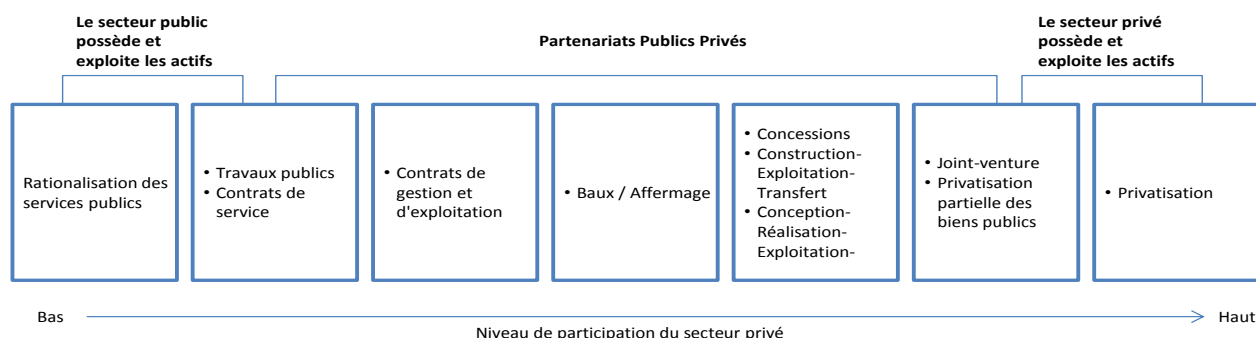 Le secteur public
possède et
exploite les actifs
Partenariats Publics Privés
Le secteur privé
possède et
exploite les actifs
Rationalisation des
services publics
• Travaux publics
• Contrats de
service
• Contrats de
gestion et
d'exploitation
• Baux / Affermage
• Concessions
• Construction-
Exploitation-
Transfert
• Conception-
Réalisation-
Exploitation-
• Joint-venture
• Privatisation
partielle des
biens publics
• Privatisation
Bas
Haut
Niveau de participation du secteur privé